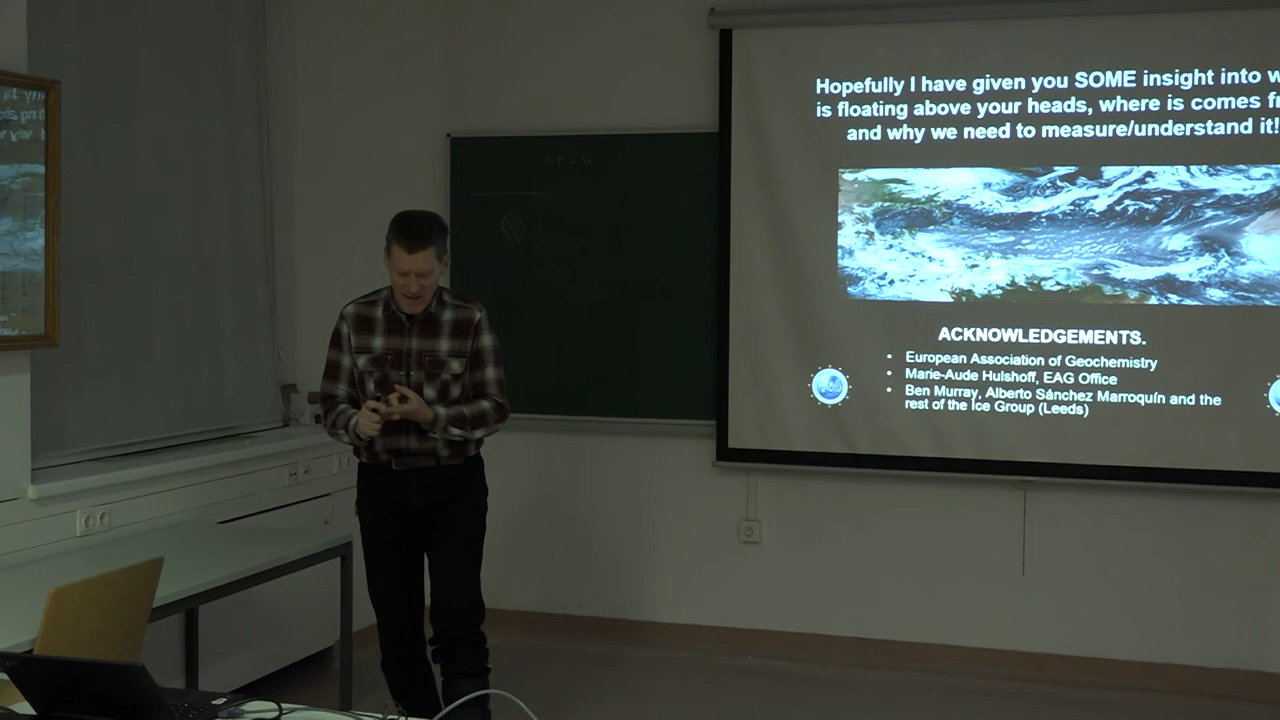 Hopefully I have given you SOME insight into w
is floating above your heads, where is comes f
and why we need to measure/understand it!
ACKNOWLEDGEMENTS.
• European Association of Geochemistry
• Marie-Aude Hulshoff, EAG Office
• Ben Murray, Alberto Sánchez Marroquín and the
rest of the Ice Group (Leeds)